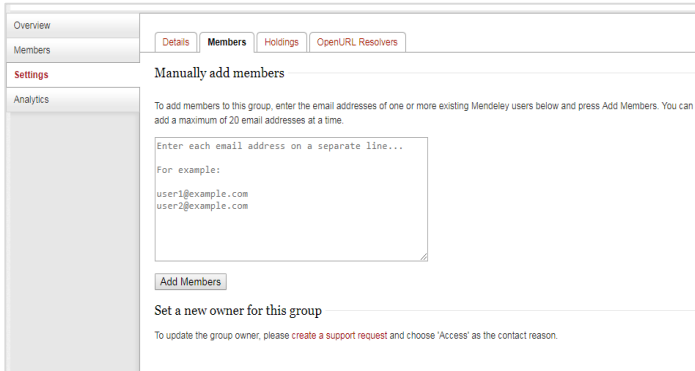 Overview
Members
Settings
Analytics
Details Members Holdings OpenURL Resolvers
Manually add members
To add members to this group, enter the email addresses of one or more existing Mendeley users below and press Add Members. You can
add a maximum of 20 email addresses at a time.
Enter each email address on a separate line...
For example:
user1@example.com
user2@example.com
Add Members
Set a new owner for this group
To update the group owner, please create a support request and choose 'Access' as the contact reason.